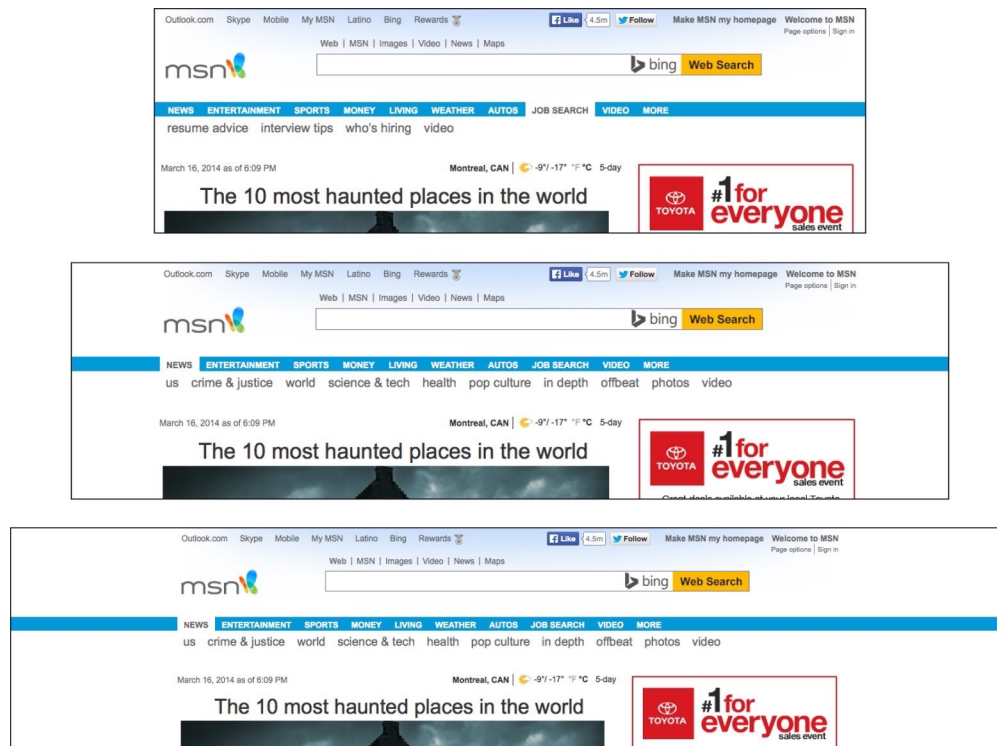 Outlook.com Skype Mobile My MSN Latino Bing Rewards Like 4.5m Follow Make MSN my homepage Welcome to MSN
Page options | Sign in
Web | MSN | Images | Video | News | Maps
msn bing Web Search
NEWS ENTERTAINMENT SPORTS MONEY LIVING WEATHER AUTOS JOB SEARCH VIDEO MORE
resume advice interview tips who's hiring video
March 16, 2014 as of 6:09 PM Montreal, CAN | -9°/ -17° °F °C 5-day
The 10 most haunted places in the world
TOYOTA #1 for
everyone
sales event
Outlook.com Skype Mobile My MSN Latino Bing Rewards Like 4.5m Follow Make MSN my homepage Welcome to MSN
Page options | Sign in
Web | MSN | Images | Video | News | Maps
msn bing Web Search
NEWS ENTERTAINMENT SPORTS MONEY LIVING WEATHER AUTOS JOB SEARCH VIDEO MORE
us crime & justice world science & tech health pop culture in depth offbeat photos video
March 16, 2014 as of 6:09 PM Montreal, CAN | -9°/ -17° °F °C 5-day
The 10 most haunted places in the world
TOYOTA #1 for
everyone
sales event
Great deals available at your local Toyota
Outlook.com Skype Mobile My MSN Latino Bing Rewards Like 4.5m Follow Make MSN my homepage Welcome to MSN
Page options | Sign in
Web | MSN | Images | Video | News | Maps
msn bing Web Search
NEWS ENTERTAINMENT SPORTS MONEY LIVING WEATHER AUTOS JOB SEARCH VIDEO MORE
us crime & justice world science & tech health pop culture in depth offbeat photos video
March 16, 2014 as of 6:09 PM Montreal, CAN | -9°/ -17° °F °C 5-day
The 10 most haunted places in the world
TOYOTA #1 for
everyone
sales event